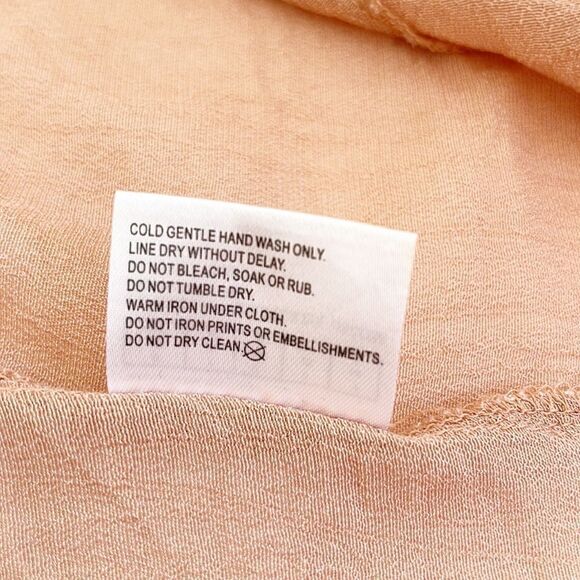 COLD GENTLE HAND WASH ONLY.
LINE DRY WITHOUT DELAY.
DO NOT BLEACH, SOAK OR RUB.
DO NOT TUMBLE DRY.
WARM IRON UNDER CLOTH.
DO NOT IRON PRINTS OR EMBELLISHMENTS.
DO NOT DRY CLEAN.